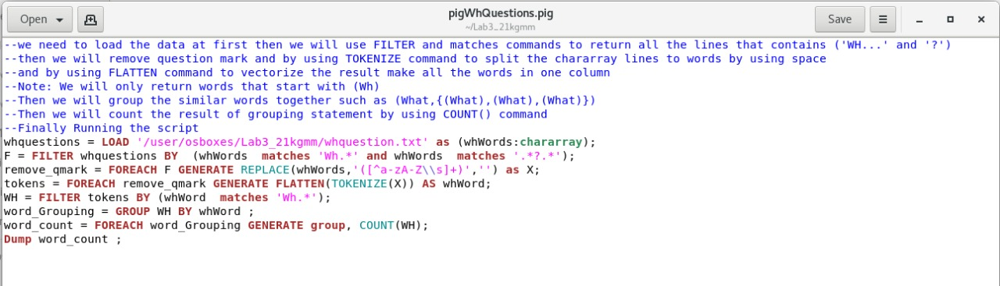 Open
pigWhQuestions.pig
~/Lab3_21kgmm
Save
--we need to load the data at first then we will use FILTER and matches commands to return all the lines that contains ('WH...' and '?')
--then we will remove question mark and by using TOKENIZE command to split the chararray lines to words by using space
--and by using FLATTEN command to vectorize the result make all the words in one column
--Note: We will only return words that start with (Wh)
--Then we will group the similar words together such as (What,{(What),(What),(What)})
--Then we will count the result of grouping statement by using COUNT() command
--Finally Running the script
whquestions = LOAD '/user/osboxes/Lab3_21kgmm/whquestion.txt' as (whWords:chararray);
F = FILTER whquestions BY  (whWords  matches 'Wh.*' and whWords  matches '.*?.*');
remove_qmark = FOREACH F GENERATE REPLACE(whWords,'([^a-zA-Z\\s]+)','') as X;
tokens = FOREACH remove_qmark GENERATE FLATTEN(TOKENIZE(X)) AS whWord;
WH = FILTER tokens BY (whWord  matches 'Wh.*');
word_Grouping = GROUP WH BY whWord ;
word_count = FOREACH word_Grouping GENERATE group, COUNT(WH);
Dump word_count ;